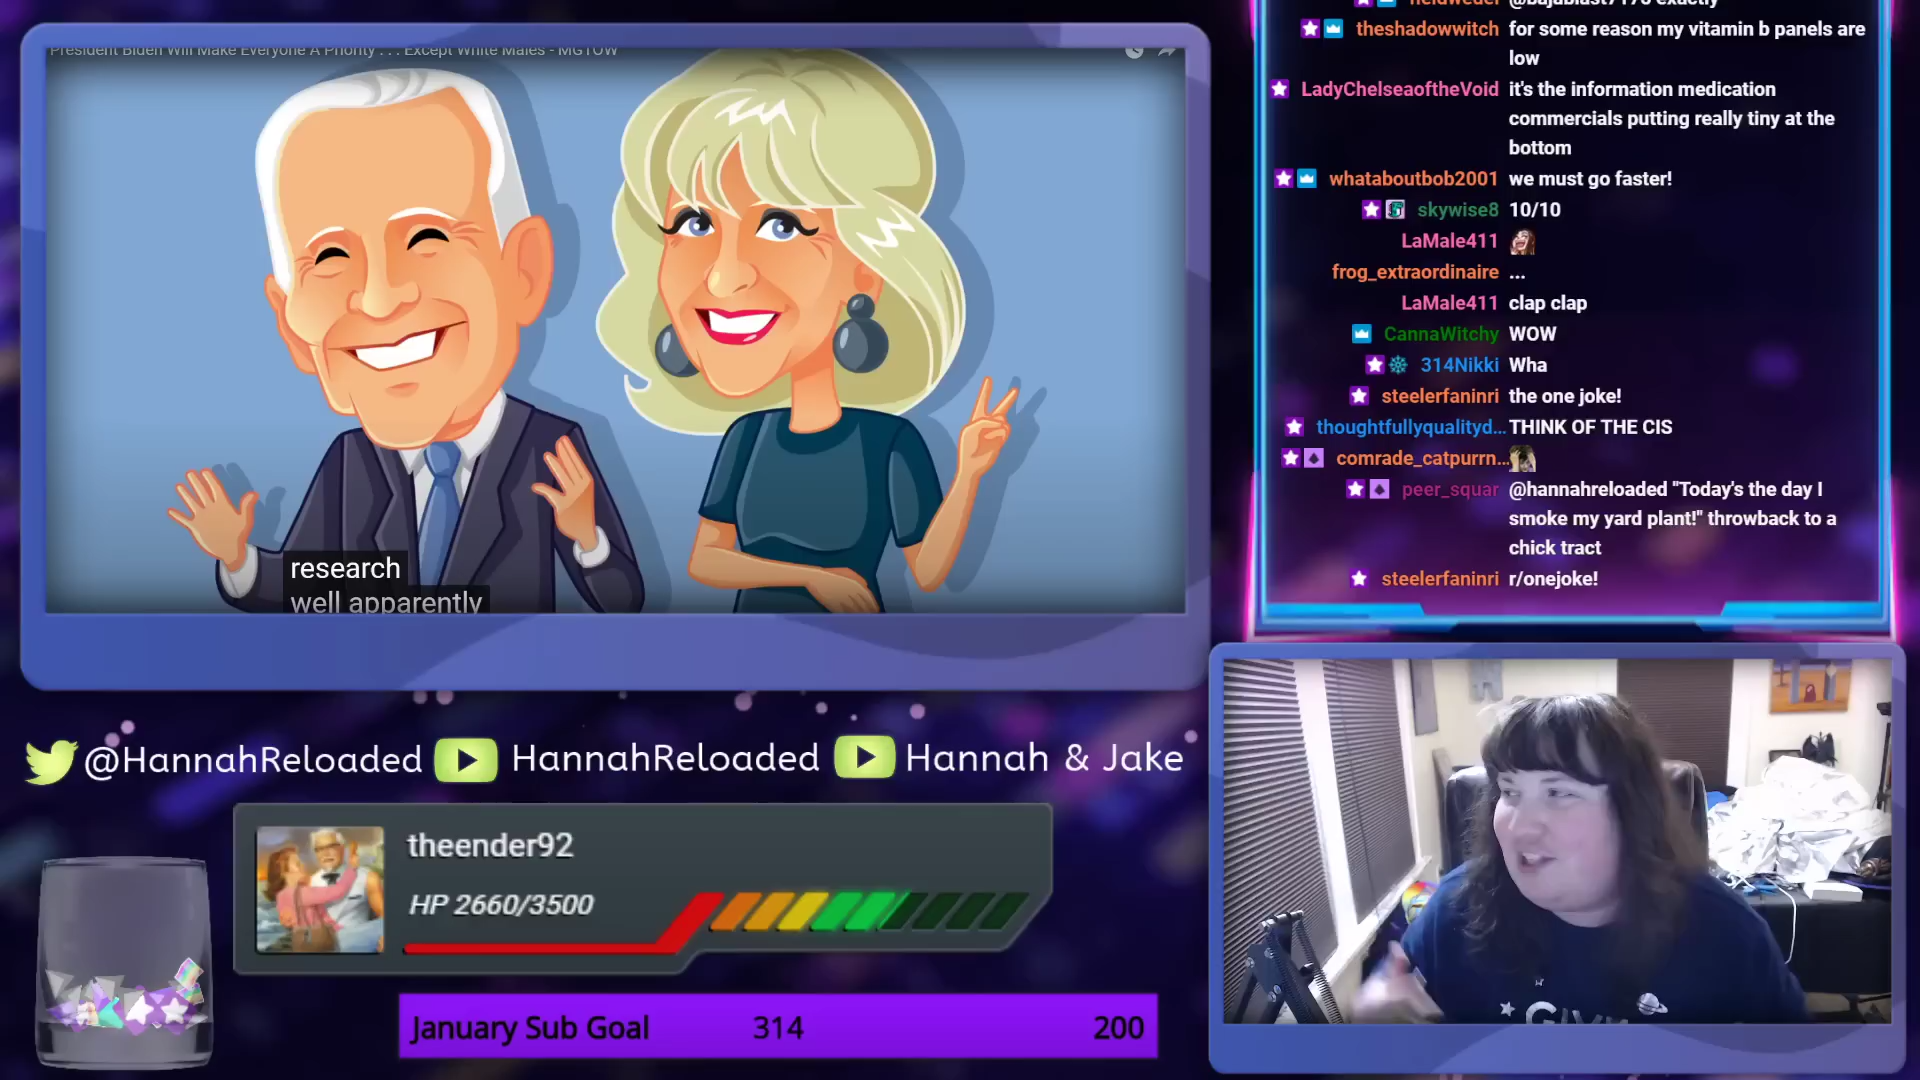 President Biden Will Make Everyone A Priority . . . Except White Males - MGTOW
research
well apparently
@bajablast7176 exactly
theshadowwitch for some reason my vitamin b panels are
low
LadyChelseaoftheVoid it's the information medication
commercials putting really tiny at the
bottom
whataboutbob2001 we must go faster!
skywise8 10/10
LaMale411
frog_extraordinaire ...
LaMale411 clap clap
CannaWitchy WOW
314Nikki Wha
steelerfaninri the one joke!
thoughtfullyqualityd... THINK OF THE CIS
comrade_catpurrn...
peer_squar @hannahreloaded "Today's the day I
smoke my yard plant!" throwback to a
chick tract
steelerfaninri r/onejoke!
@HannahReloaded HannahReloaded Hannah & Jake
theender92
HP 2660/3500
January Sub Goal 314 200